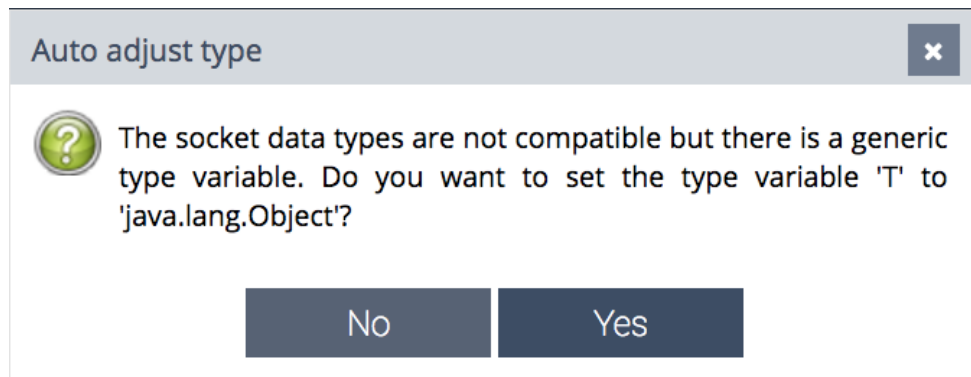 Auto adjust type
The socket data types are not compatible but there is a generic
type variable. Do you want to set the type variable 'T' to
'java.lang.Object'?
No Yes